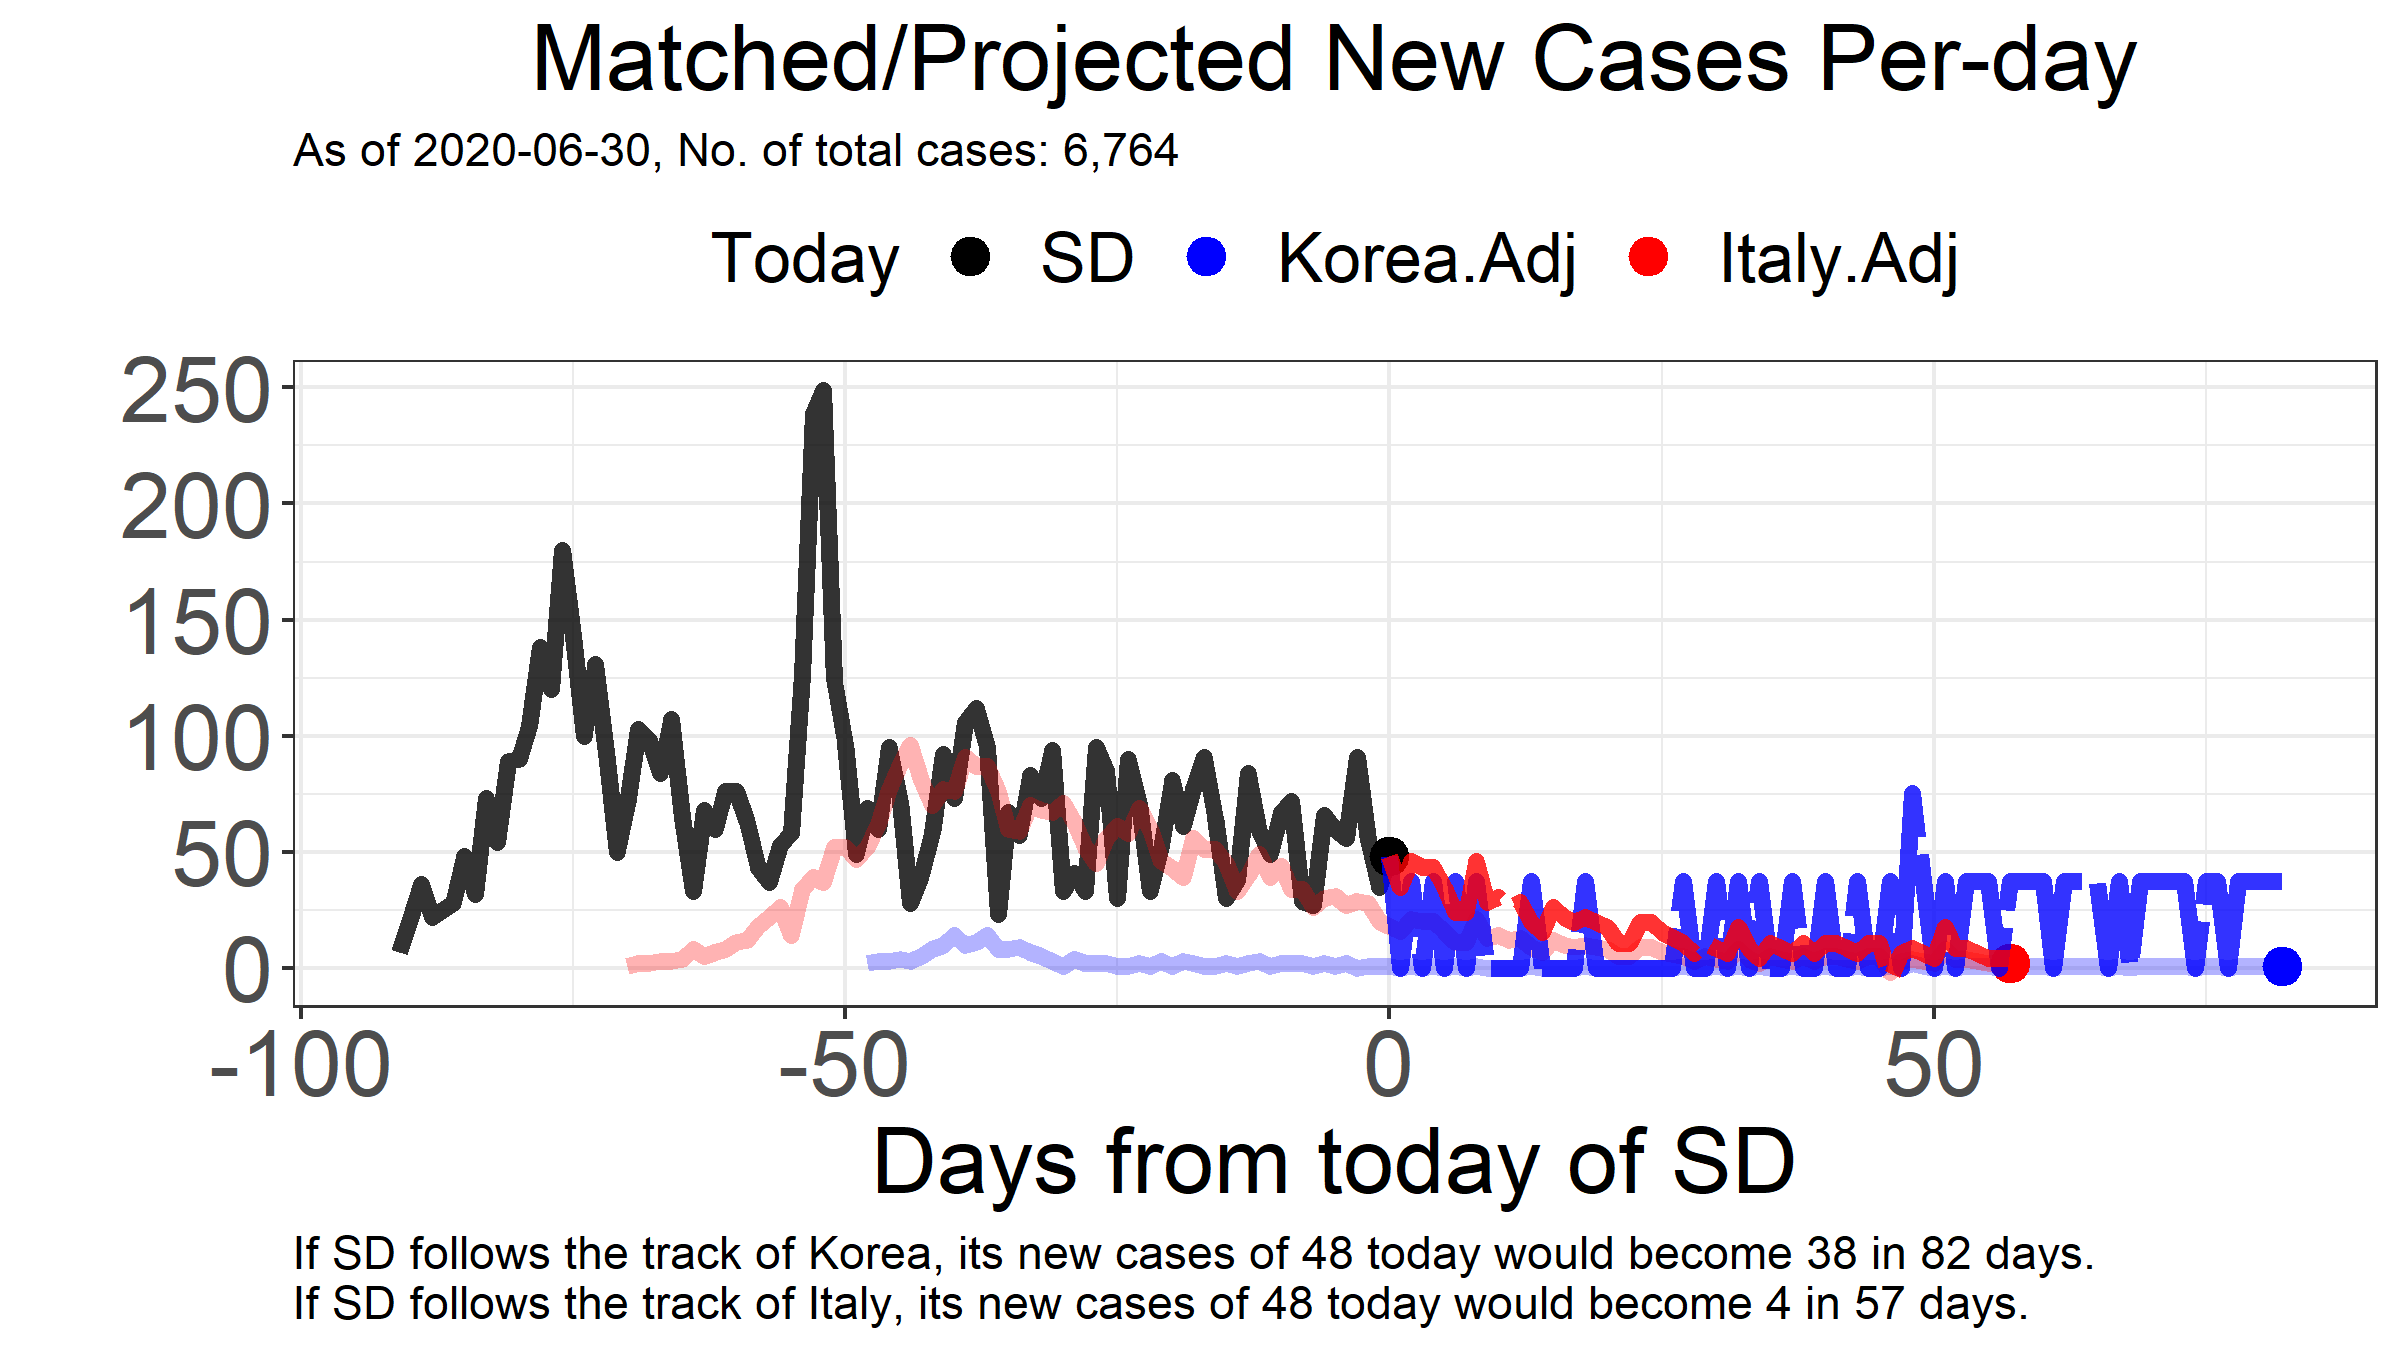 Matched/Projected New Cases Per-day
As of 2020-06-30, No. of total cases: 6,764
Today SD Korea.Adj Italy.Adj
250
200
150
100
50
0
-100 -50 0 50
Days from today of SD
If SD follows the track of Korea, its new cases of 48 today would become 38 in 82 days.
If SD follows the track of Italy, its new cases of 48 today would become 4 in 57 days.